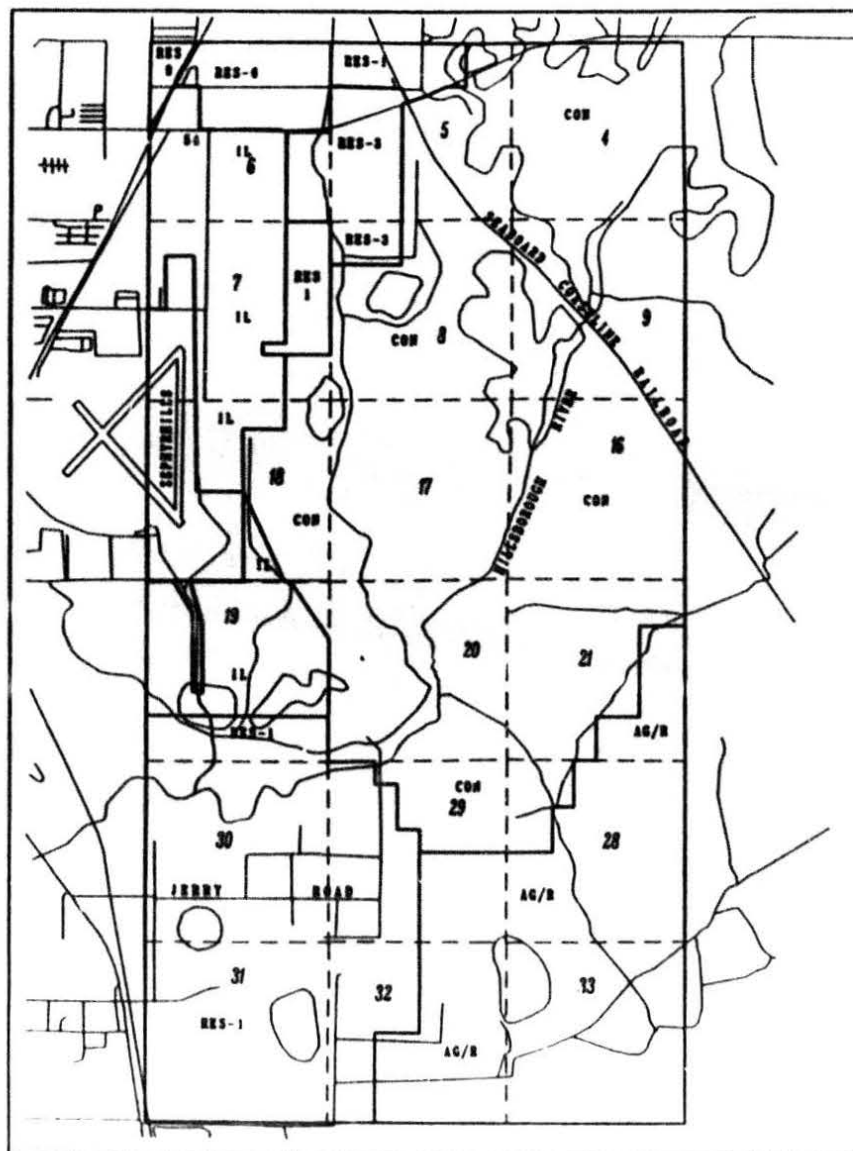 RES
RES-6
RES-1
5
CON
4
IL
6
RES-3
RES-3
SEABOARD COASTLINE RAILROAD
7
RES
1
IL
CON
8
9
ZEPHYRHILLS
IL
18
17
HILLSBOROUGH RIVER
16
CON
CON
IL
19
20
21
IL
RES-1
AG/R
CON
29
30
28
JERRY ROAD
AG/R
31
32
33
RES-1
AG/R